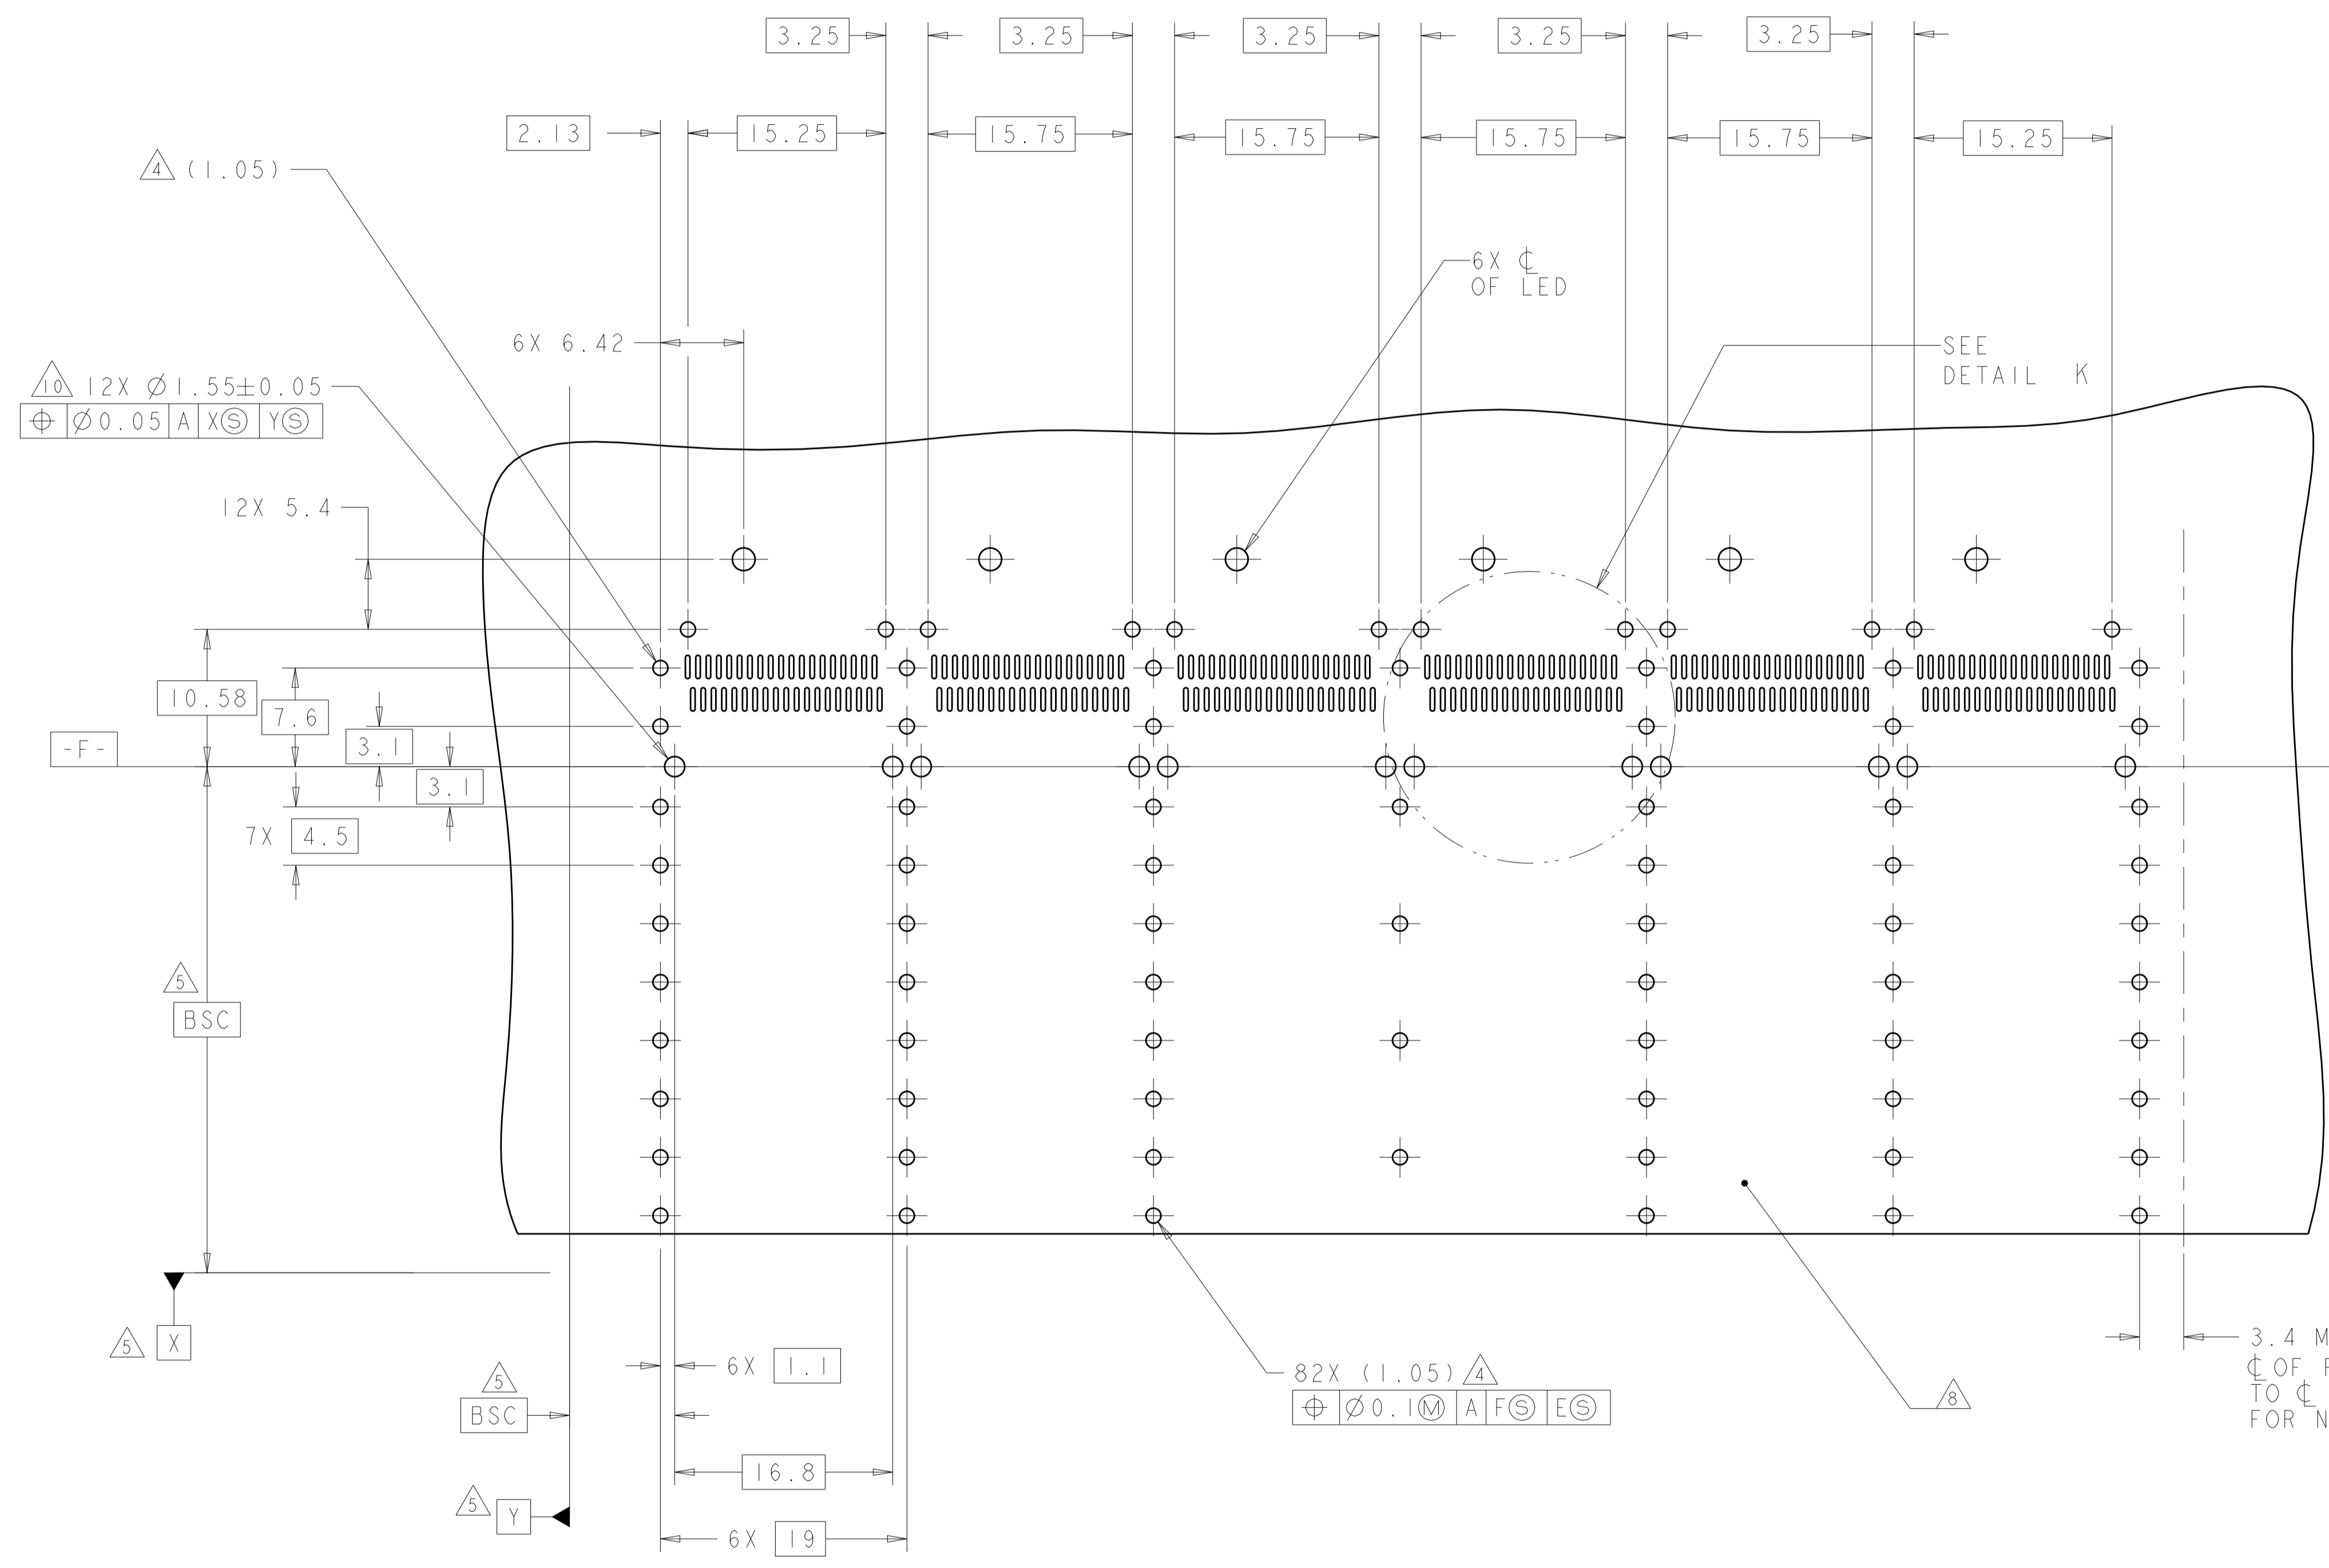 3.25 3.25 3.25 3.25 3.25
2.13 15.25 15.75 15.75 15.75 15.75 15.25
4 (1.05)
6X ℄
OF LED
6X 6.42
SEE
DETAIL K
10 12X Ø1.55±0.05
⌖ Ø0.05 A XⓈ YⓈ
12X 5.4
10.58
7.6
3.1
-F-
3.1
7X 4.5
5
BSC
5 X
6X 1.1
5
BSC
16.8
5 Y
6X 19
82X (1.05) 4
⌖ Ø0.1Ⓜ A FⓈ EⓈ
8
3.4
℄ OF
TO ℄
FOR